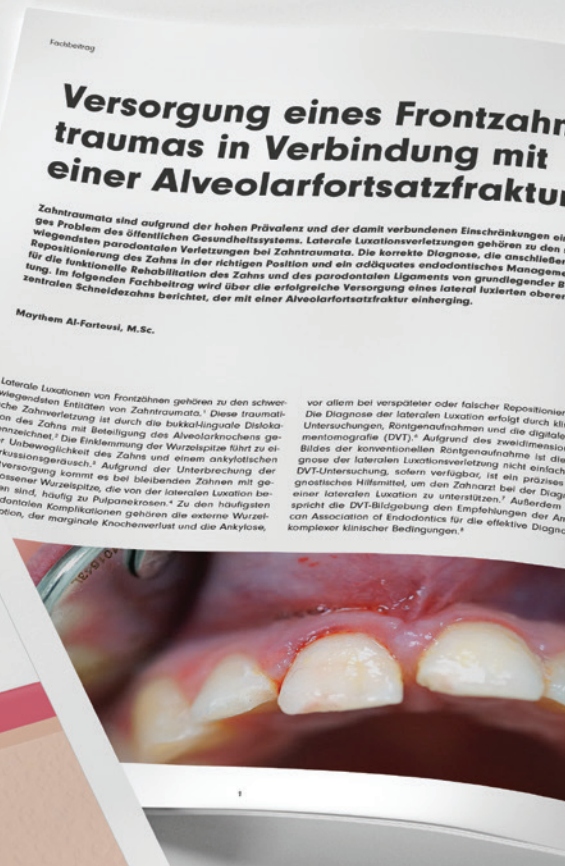 Fachbeitrag
Versorgung eines Frontzahn
traumas in Verbindung mit
einer Alveolarfortsatzfraktur
Zahntraumata sind aufgrund der hohen Prävalenz und der damit verbundenen Einschränkungen ein
ges Problem des öffentlichen Gesundheitssystems. Laterale Luxationsverletzungen gehören zu den
wiegendsten parodontalen Verletzungen bei Zahntraumata. Die korrekte Diagnose, die anschließen
Repositionierung des Zahns in der richtigen Position und ein adäquates endodontisches Manageme
für die funktionelle Rehabilitation des Zahns und des parodontalen Ligaments von grundlegender B
tung. Im folgenden Fachbeitrag wird über die erfolgreiche Versorgung eines lateral luxierten oberen
zentralen Schneidezahns berichtet, der mit einer Alveolarfortsatzfraktur einherging.
Maythem Al-Fartousi, M.Sc.
Laterale Luxationen von Frontzähnen gehören zu den schwer-
wiegendsten Entitäten von Zahntraumata.¹ Diese traumati-
che Zahnverletzung ist durch die bukkal-linguale Disloka-
on des Zahns mit Beteiligung des Alveolarknochens ge-
nnzeichnet.² Die Einklemmung der Wurzelspitze führt zu ei-
r Unbeweglichkeit des Zahns und einem ankylotischen
kussionsgeräusch.³ Aufgrund der Unterbrechung der
versorgung kommt es bei bleibenden Zähnen mit ge-
ossener Wurzelspitze, die von der lateralen Luxation be-
en sind, häufig zu Pulpanekrosen.⁴ Zu den häufigsten
dontalen Komplikationen gehören die externe Wurzel-
ption, der marginale Knochenverlust und die Ankylose,
vor allem bei verspäteter oder falscher Repositionier
Die Diagnose der lateralen Luxation erfolgt durch kli
Untersuchungen, Röntgenaufnahmen und die digitale
mentomografie (DVT).⁶ Aufgrund des zweidimension
Bildes der konventionellen Röntgenaufnahme ist die
gnose der lateralen Luxationsverletzung nicht einfach
DVT-Untersuchung, sofern verfügbar, ist ein präzises
gnostisches Hilfsmittel, um den Zahnarzt bei der Diag
einer lateralen Luxation zu unterstützen.⁷ Außerdem
spricht die DVT-Bildgebung den Empfehlungen der Am
can Association of Endodontics für die effektive Diagno
komplexer klinischer Bedingungen.⁸
1